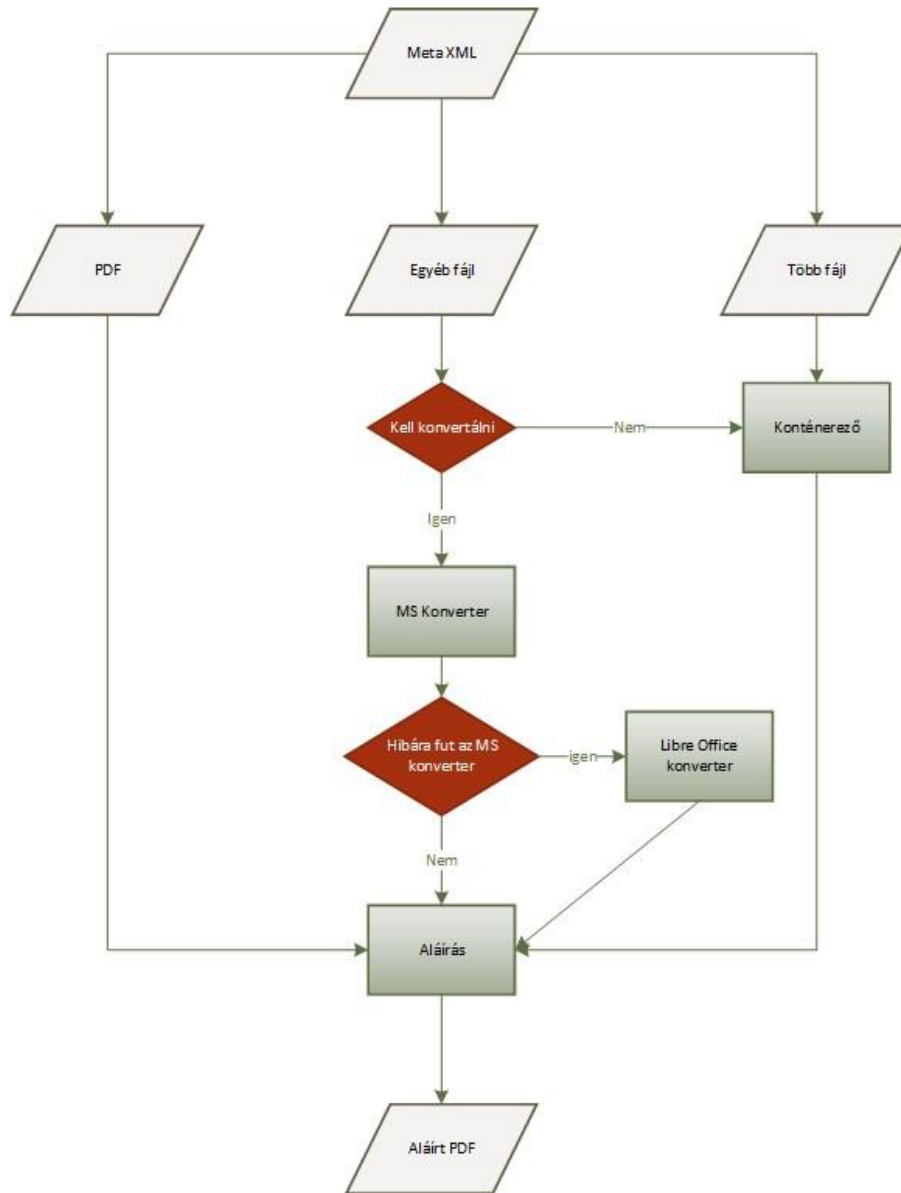 Meta XML
PDF
Egyéb fájl
Több fájl
Kell konvertálni
Nem
Konténerező
Igen
MS Konverter
Hibára fut az MS
konverter
igen
Libre Office
konverter
Nem
Aláírás
Aláírt PDF